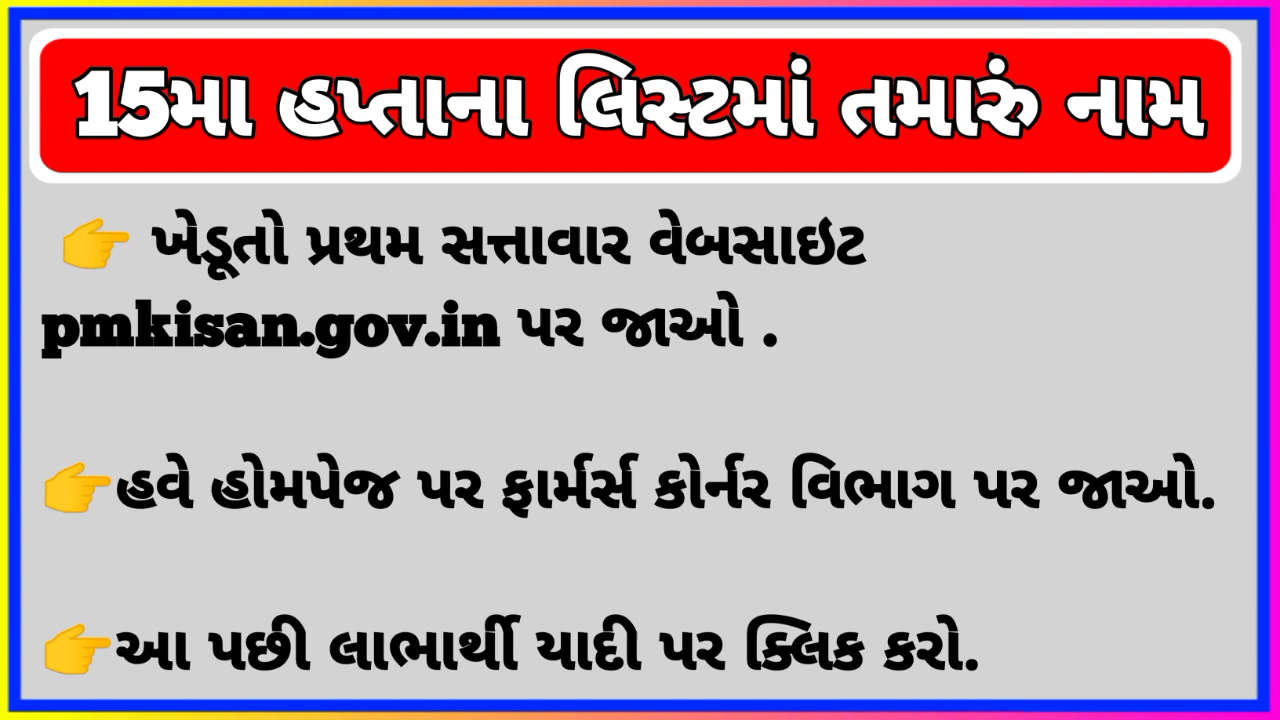 15મા હપ્તાના લિસ્ટમાં તમારું નામ
👉 ખેડૂતો પ્રથમ સત્તાવાર વેબસાઇટ
pmkisan.gov.in પર જાઓ .
👉હવે હોમપેજ પર ફાર્મર્સ કોર્નર વિભાગ પર જાઓ.
👉આ પછી લાભાર્થી યાદી પર ક્લિક કરો.